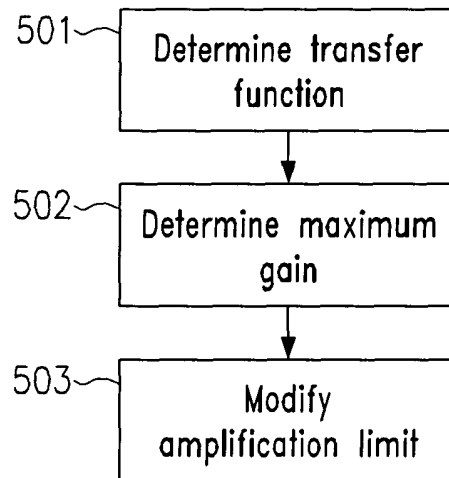 501
Determine transfer
function
502
Determine maximum
gain
503
Modify
amplification limit